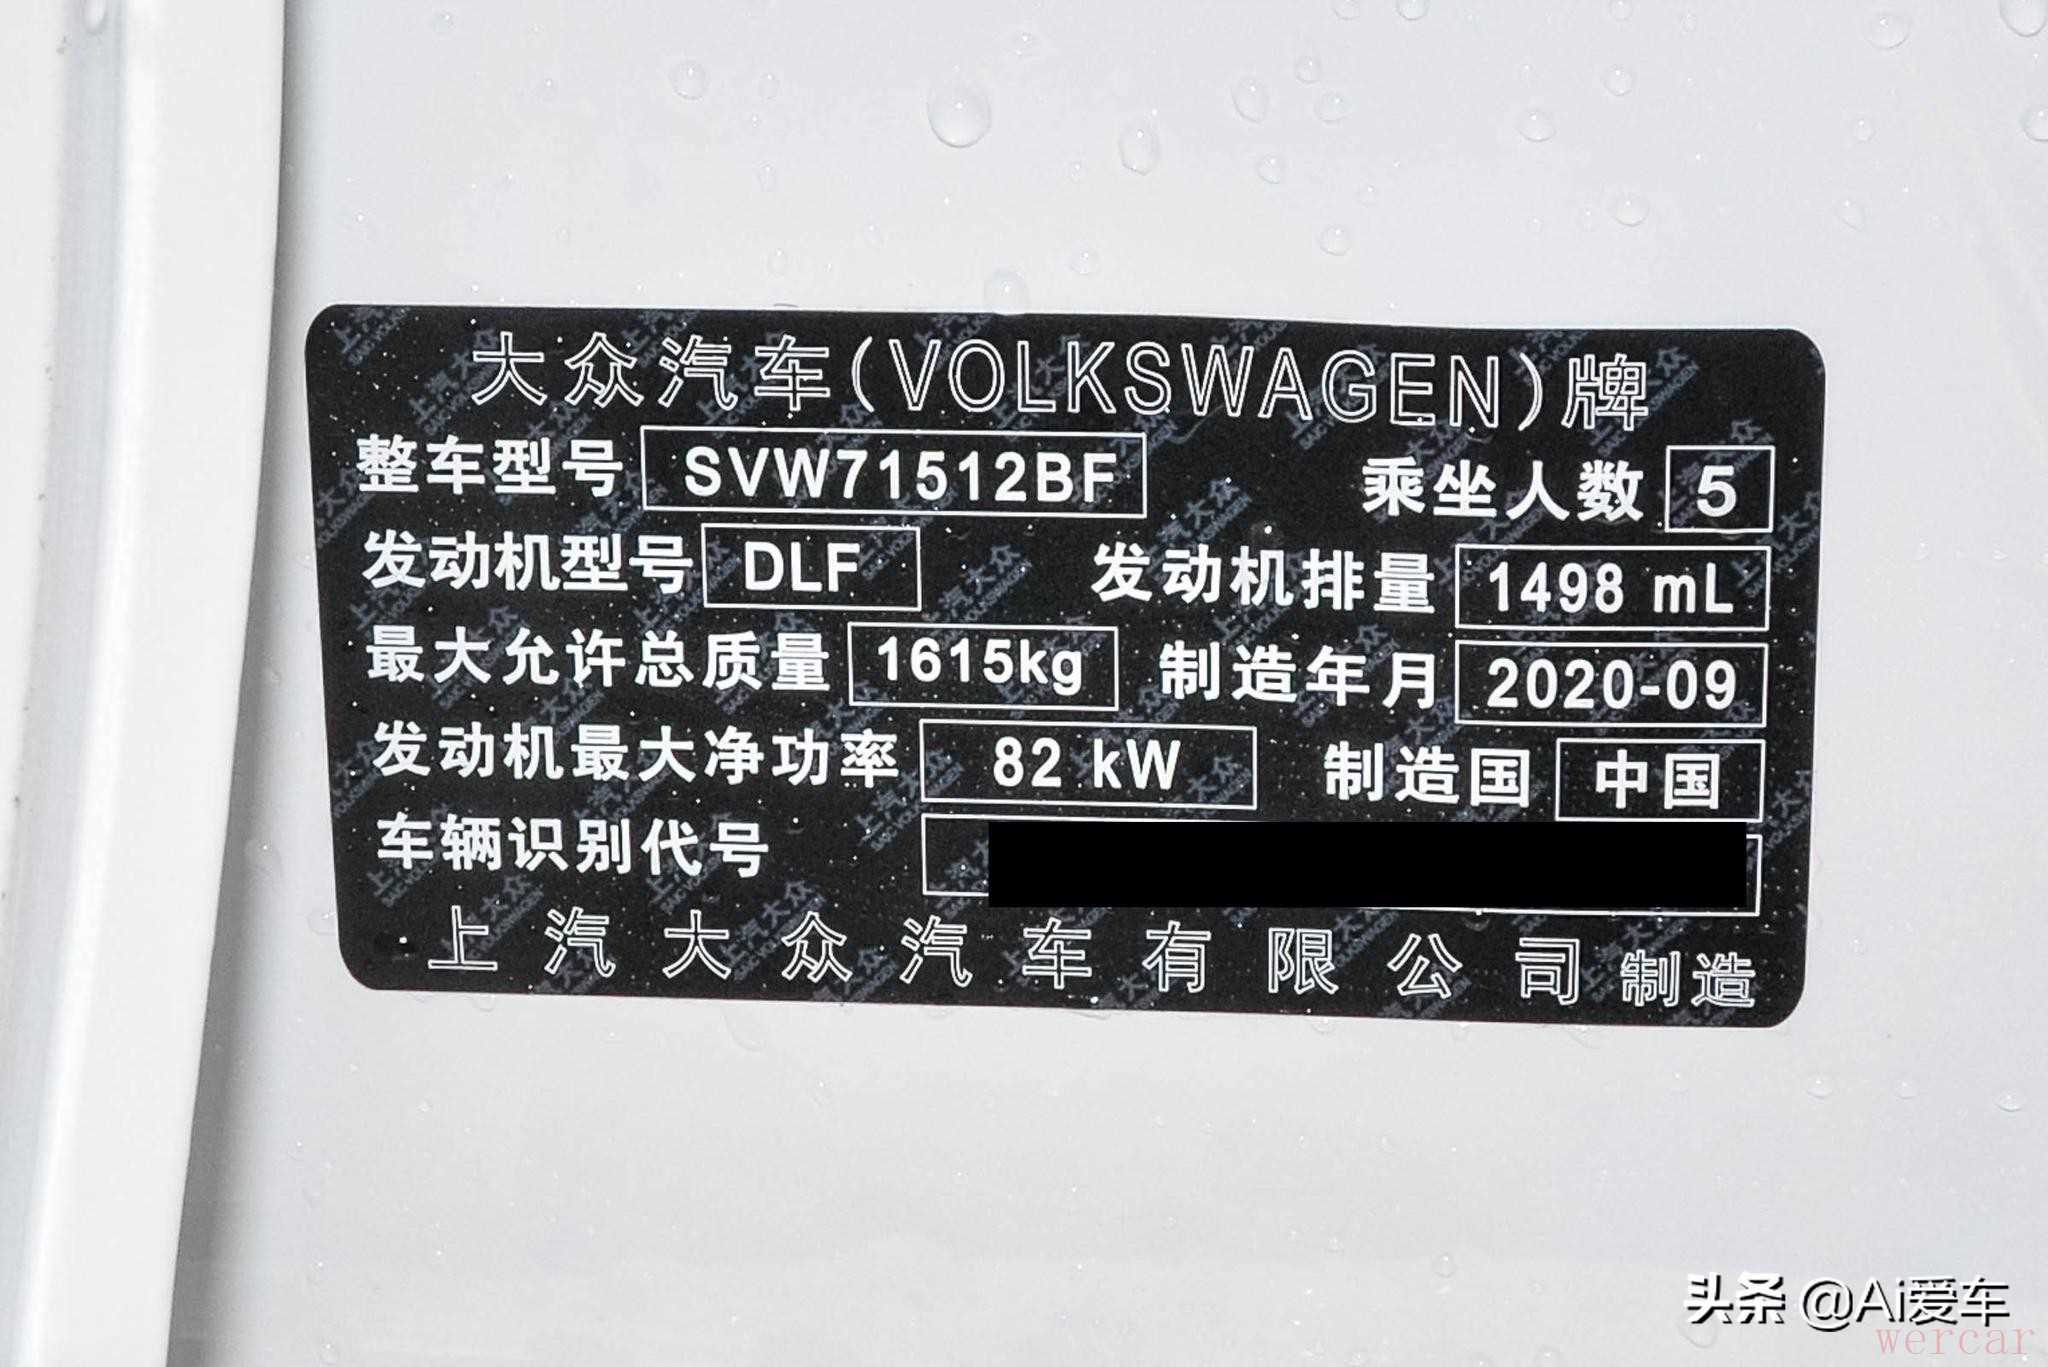 大众汽车(VOLKSWAGEN)牌
整车型号 SVW71512BF 乘坐人数 5
发动机型号 DLF 发动机排量 1498 mL
最大允许总质量 1615kg 制造年月 2020-09
发动机最大净功率 82 kW 制造国 中国
车辆识别代号
上汽大众汽车有限公司制造
头条 @Ai爱车
wercar